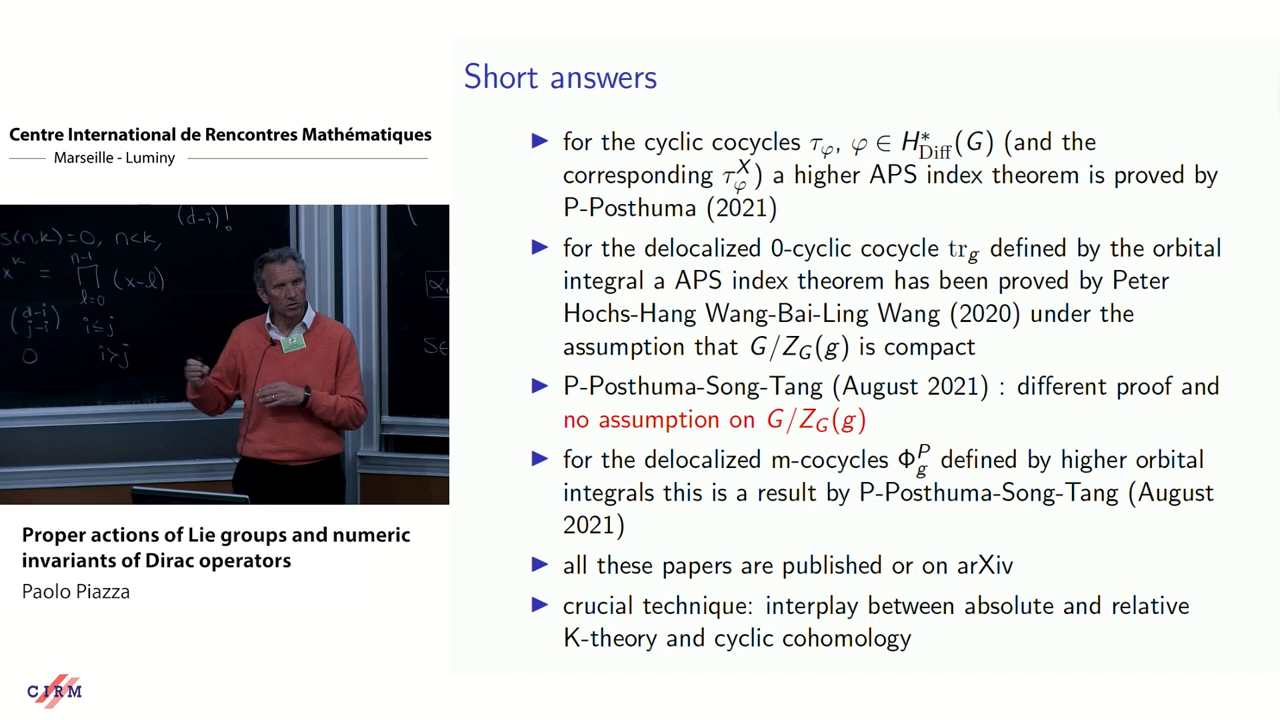 Centre International de Rencontres Mathématiques
Marseille - Luminy
(d-i)!
s(n,k)=0, n<k,
x^k = ∏_{l=0}^{n-1} (x-l)
(d-i / j-i) i≤j
0 i>j
Proper actions of Lie groups and numeric
invariants of Dirac operators
Paolo Piazza
CIRM
Short answers
▶ for the cyclic cocycles τ_φ, φ ∈ H*_Diff(G) (and the
corresponding τ^X_φ) a higher APS index theorem is proved by
P-Posthuma (2021)
▶ for the delocalized 0-cyclic cocycle tr_g defined by the orbital
integral a APS index theorem has been proved by Peter
Hochs-Hang Wang-Bai-Ling Wang (2020) under the
assumption that G/Z_G(g) is compact
▶ P-Posthuma-Song-Tang (August 2021) : different proof and
no assumption on G/Z_G(g)
▶ for the delocalized m-cocycles Φ^P_g defined by higher orbital
integrals this is a result by P-Posthuma-Song-Tang (August
2021)
▶ all these papers are published or on arXiv
▶ crucial technique: interplay between absolute and relative
K-theory and cyclic cohomology